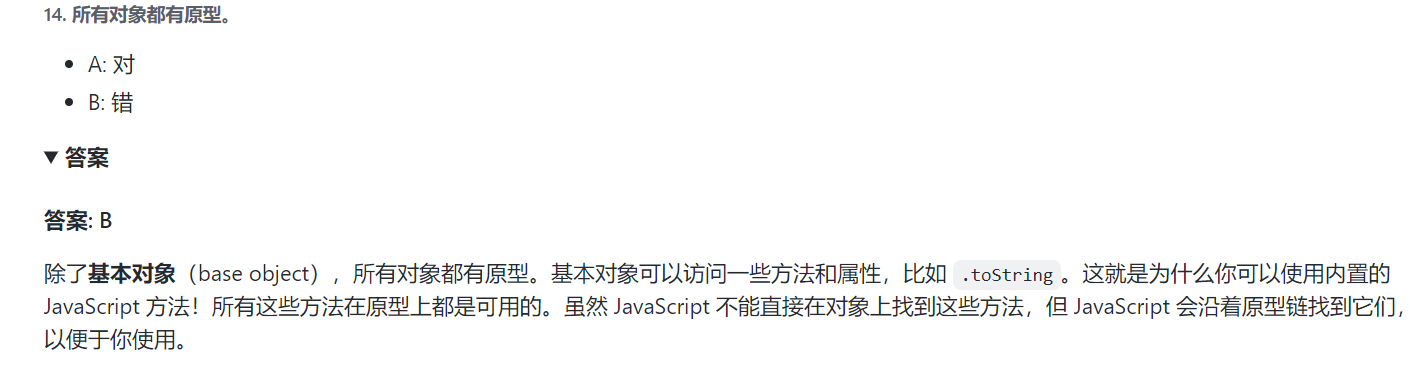 14. 所有对象都有原型。
A: 对
B: 错
答案
答案: B
除了基本对象（base object），所有对象都有原型。基本对象可以访问一些方法和属性，比如 .toString。这就是为什么你可以使用内置的
JavaScript 方法！所有这些方法在原型上都是可用的。虽然 JavaScript 不能直接在对象上找到这些方法，但 JavaScript 会沿着原型链找到它们，
以便于你使用。